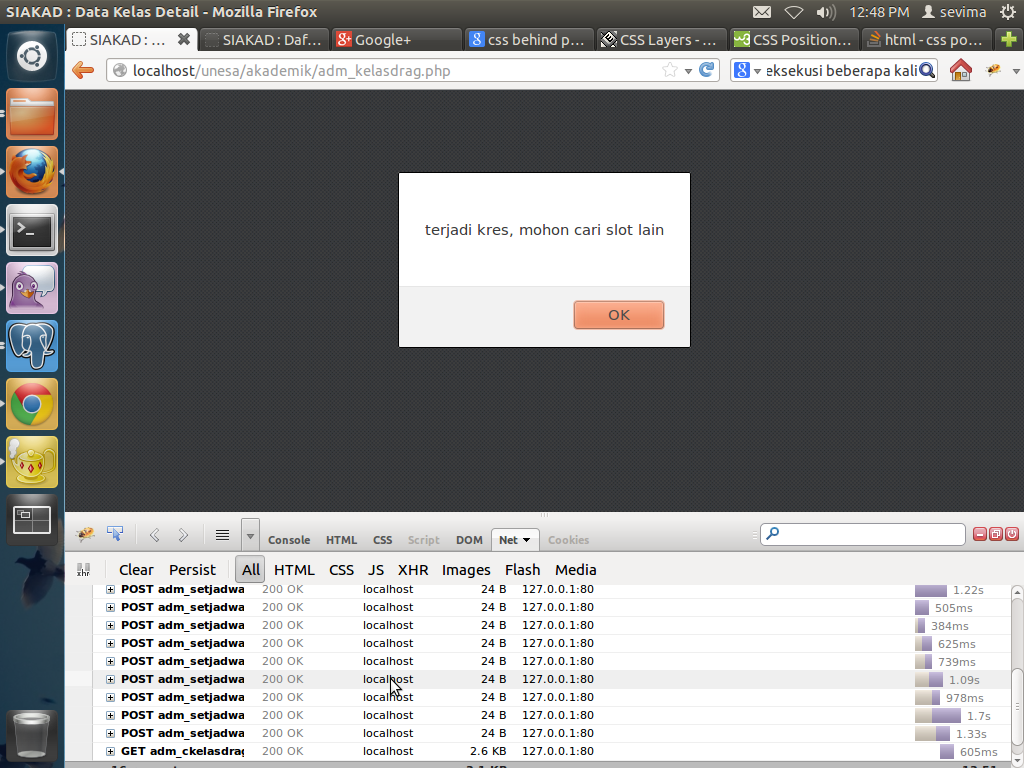 SIAKAD : Data Kelas Detail - Mozilla Firefox
12:48 PM
sevima
SIAKAD : ...
SIAKAD : Daf...
Google+
css behind p...
CSS Layers - ...
CSS Position...
html - css po...
localhost/unesa/akademik/adm_kelasdrag.php
eksekusi beberapa kali
terjadi kres, mohon cari slot lain
OK
Console HTML CSS Script DOM Net Cookies
xhr Clear Persist All HTML CSS JS XHR Images Flash Media
POST adm_setjadwa 200 OK localhost 24 B 127.0.0.1:80 1.22s
POST adm_setjadwa 200 OK localhost 24 B 127.0.0.1:80 505ms
POST adm_setjadwa 200 OK localhost 24 B 127.0.0.1:80 384ms
POST adm_setjadwa 200 OK localhost 24 B 127.0.0.1:80 625ms
POST adm_setjadwa 200 OK localhost 24 B 127.0.0.1:80 739ms
POST adm_setjadwa 200 OK localhost 24 B 127.0.0.1:80 1.09s
POST adm_setjadwa 200 OK localhost 24 B 127.0.0.1:80 978ms
POST adm_setjadwa 200 OK localhost 24 B 127.0.0.1:80 1.7s
POST adm_setjadwa 200 OK localhost 24 B 127.0.0.1:80 1.33s
GET adm_ckelasdrag 200 OK localhost 2.6 KB 127.0.0.1:80 605ms